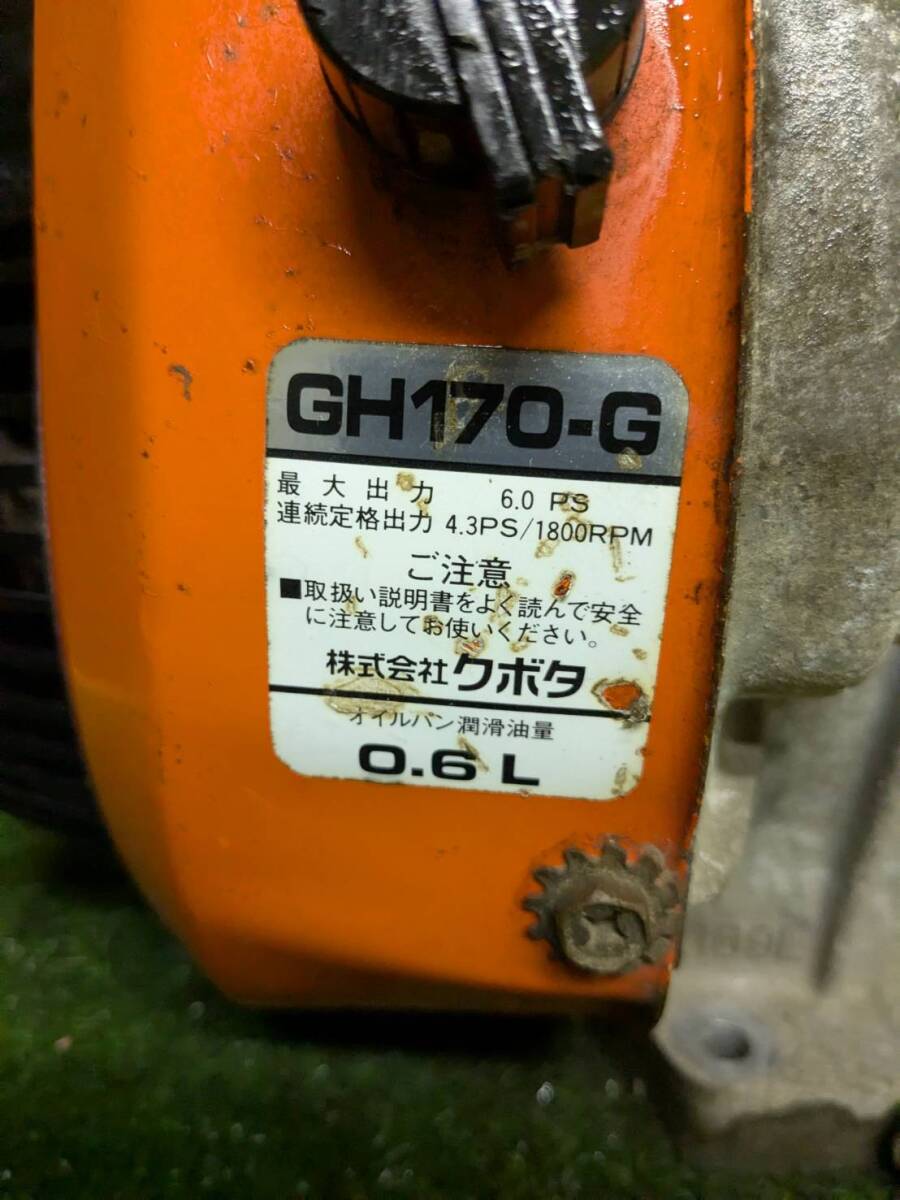 GH170-G
最大出力 6.0 PS
連続定格出力 4.3PS/1800RPM
ご注意
■取扱い説明書をよく読んで安全
に注意してお使いください。
株式会社クボタ
オイルパン潤滑油量
0.6 L